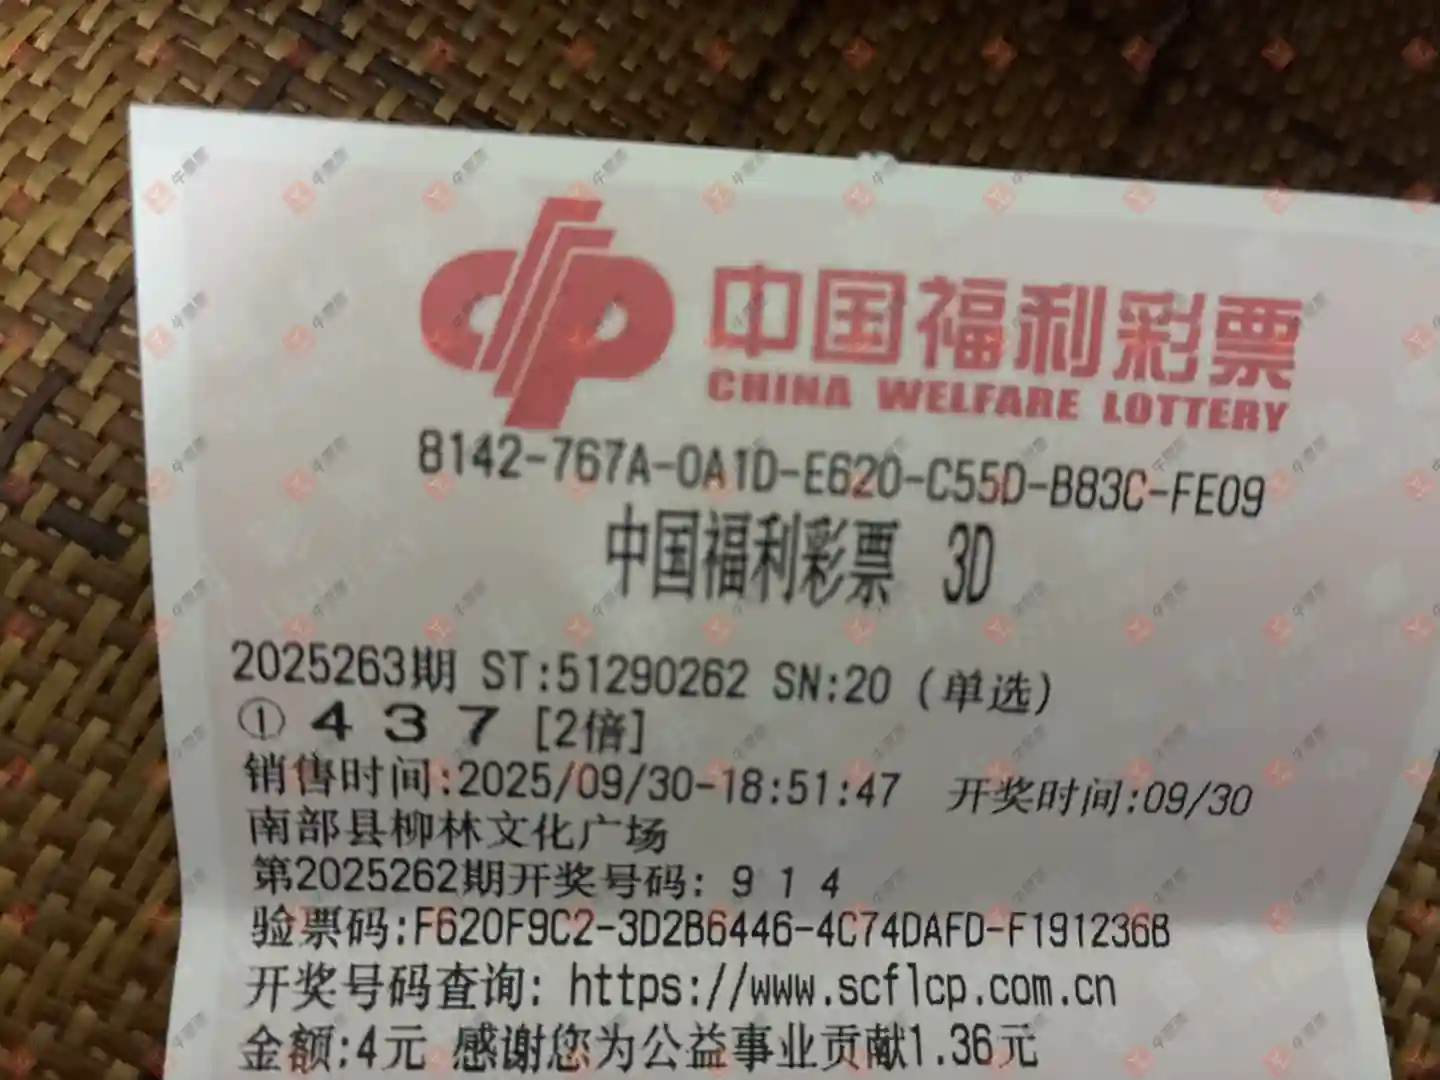 中国福利彩票
CHINA WELFARE LOTTERY
8142-767A-0A1D-E620-C55D-B83C-FE09
中国福利彩票 3D
2025263期 ST:51290262 SN:20 (单选)
① 4 3 7 [2倍]
销售时间:2025/09/30-18:51:47 开奖时间:09/30
南部县柳林文化广场
第2025262期开奖号码: 9 1 4
验票码:F620F9C2-3D2B6446-4C74DAFD-F191236B
开奖号码查询: https://www.scflcp.com.cn
金额:4元 感谢您为公益事业贡献1.36元